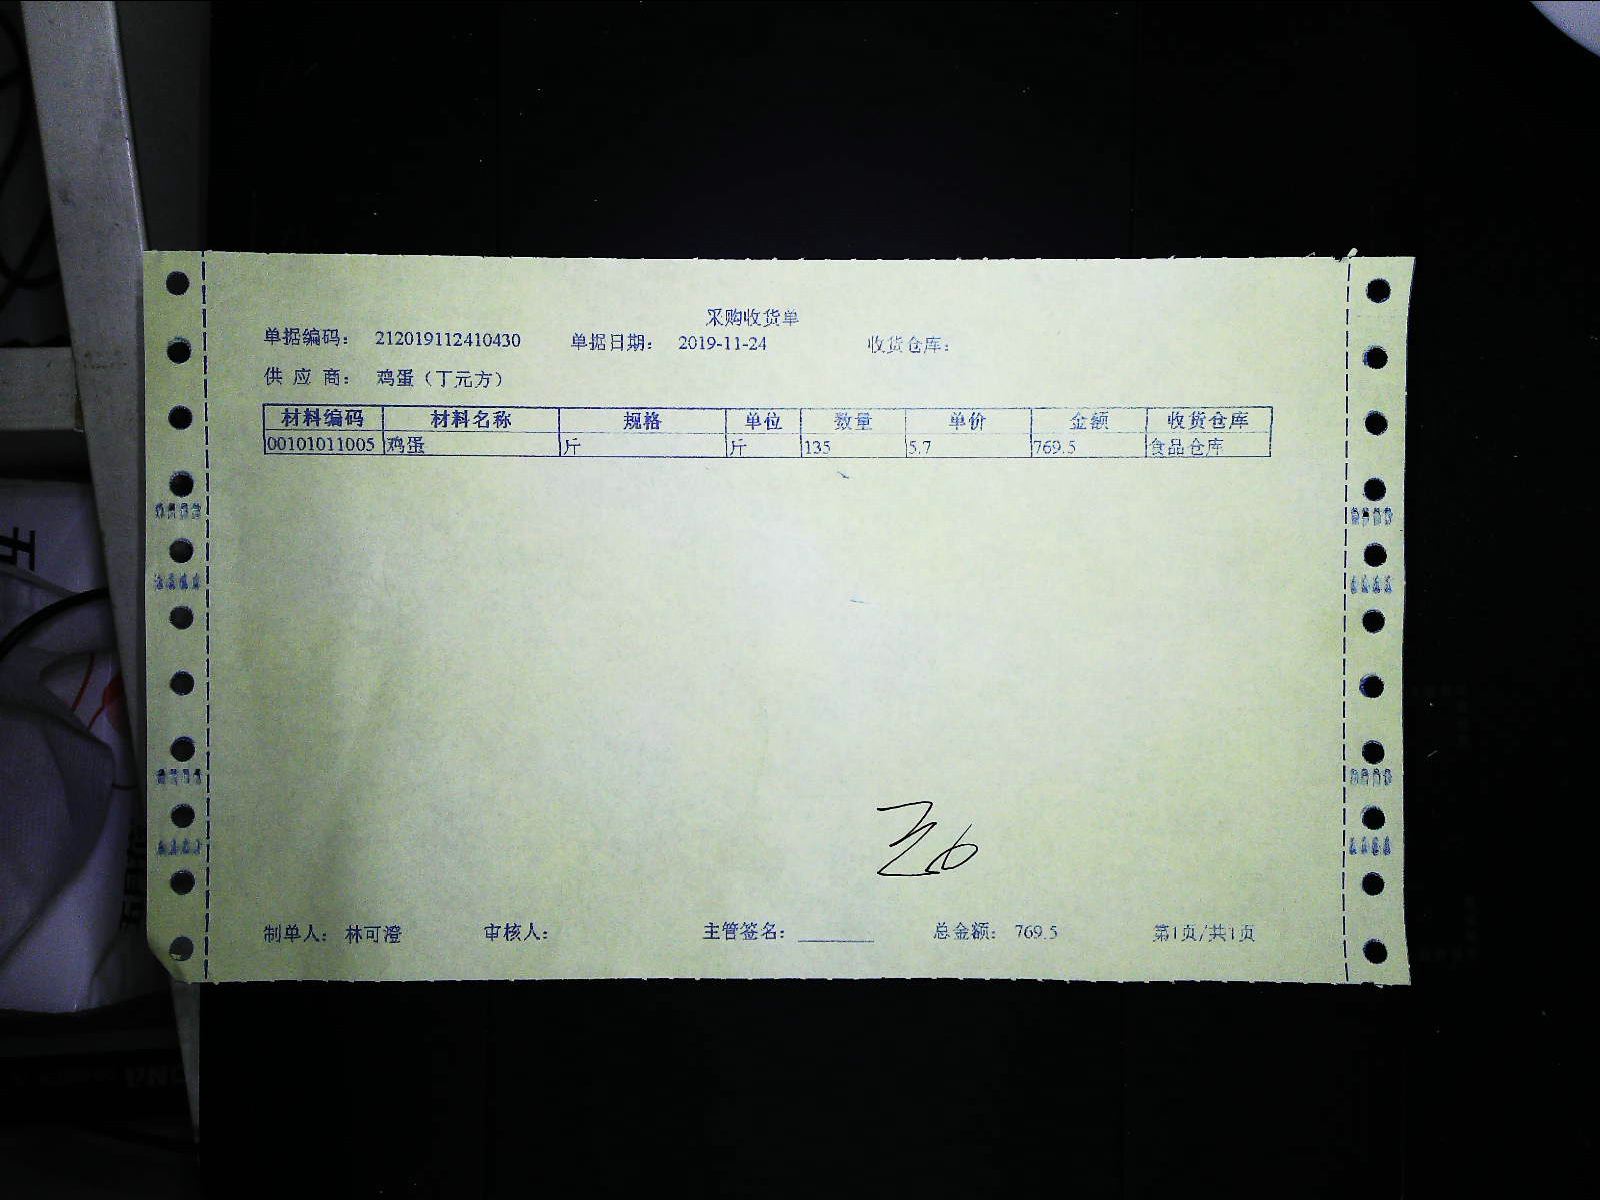 采购收货单
单据编码： 212019112410430 单据日期： 2019-11-24 收货仓库：
供 应 商： 鸡蛋（丁元方）
材料编码 材料名称 规格 单位 数量 单价 金额 收货仓库
00101011005 鸡蛋 斤 斤 135 5.7 769.5 食品仓库
制单人： 林可澄 审核人： 主管签名： 总金额： 769.5 第1页/共1页